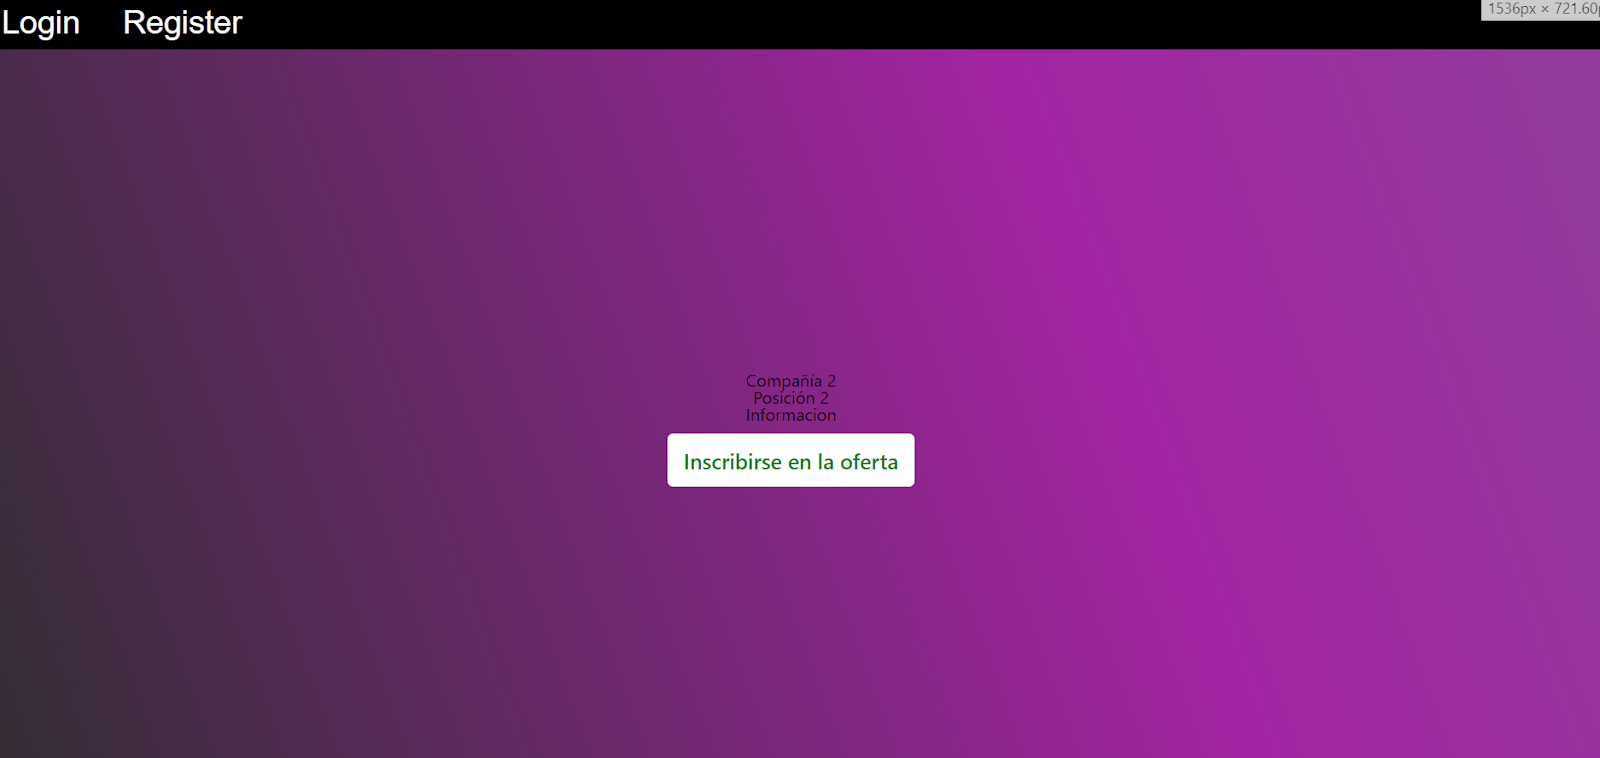 Login Register
1536px × 721.60
Compañía 2
Posición 2
Informacion
Inscribirse en la oferta